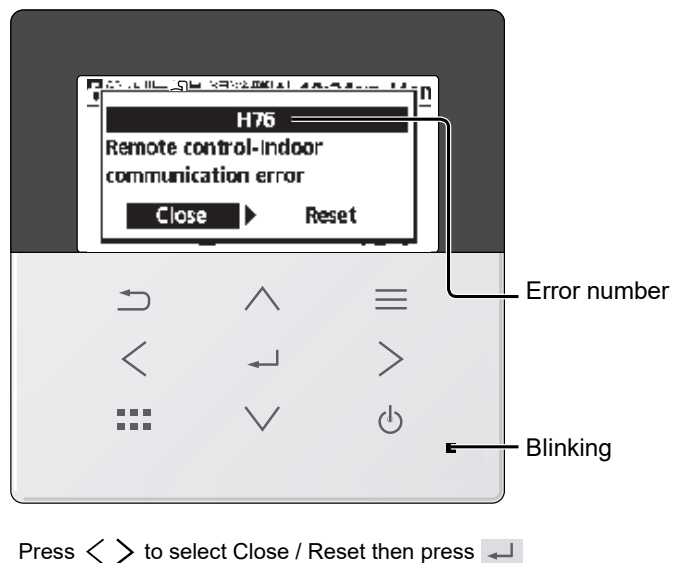 H76
Remote control-Indoor
communication error
Close Reset
Error number
Blinking
Press < > to select Close / Reset then press